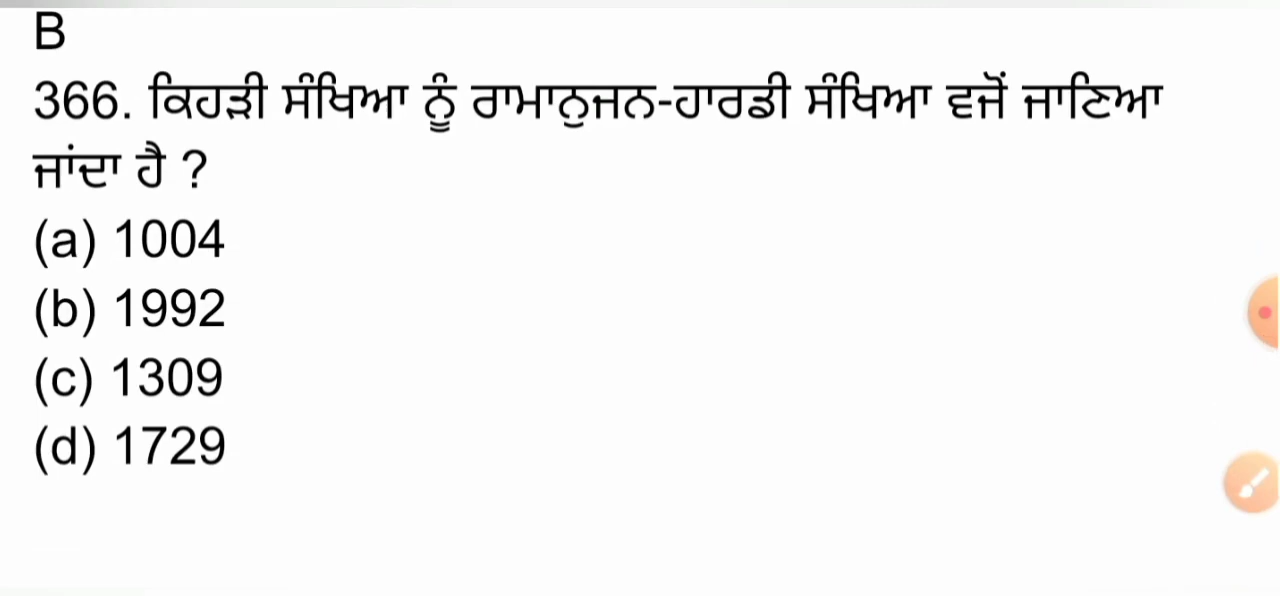 B
366. ਕਿਹੜੀ ਸੰਖਿਆ ਨੂੰ ਰਾਮਾਨੁਜਨ-ਹਾਰਡੀ ਸੰਖਿਆ ਵਜੋਂ ਜਾਣਿਆ
ਜਾਂਦਾ ਹੈ ?
(a) 1004
(b) 1992
(c) 1309
(d) 1729